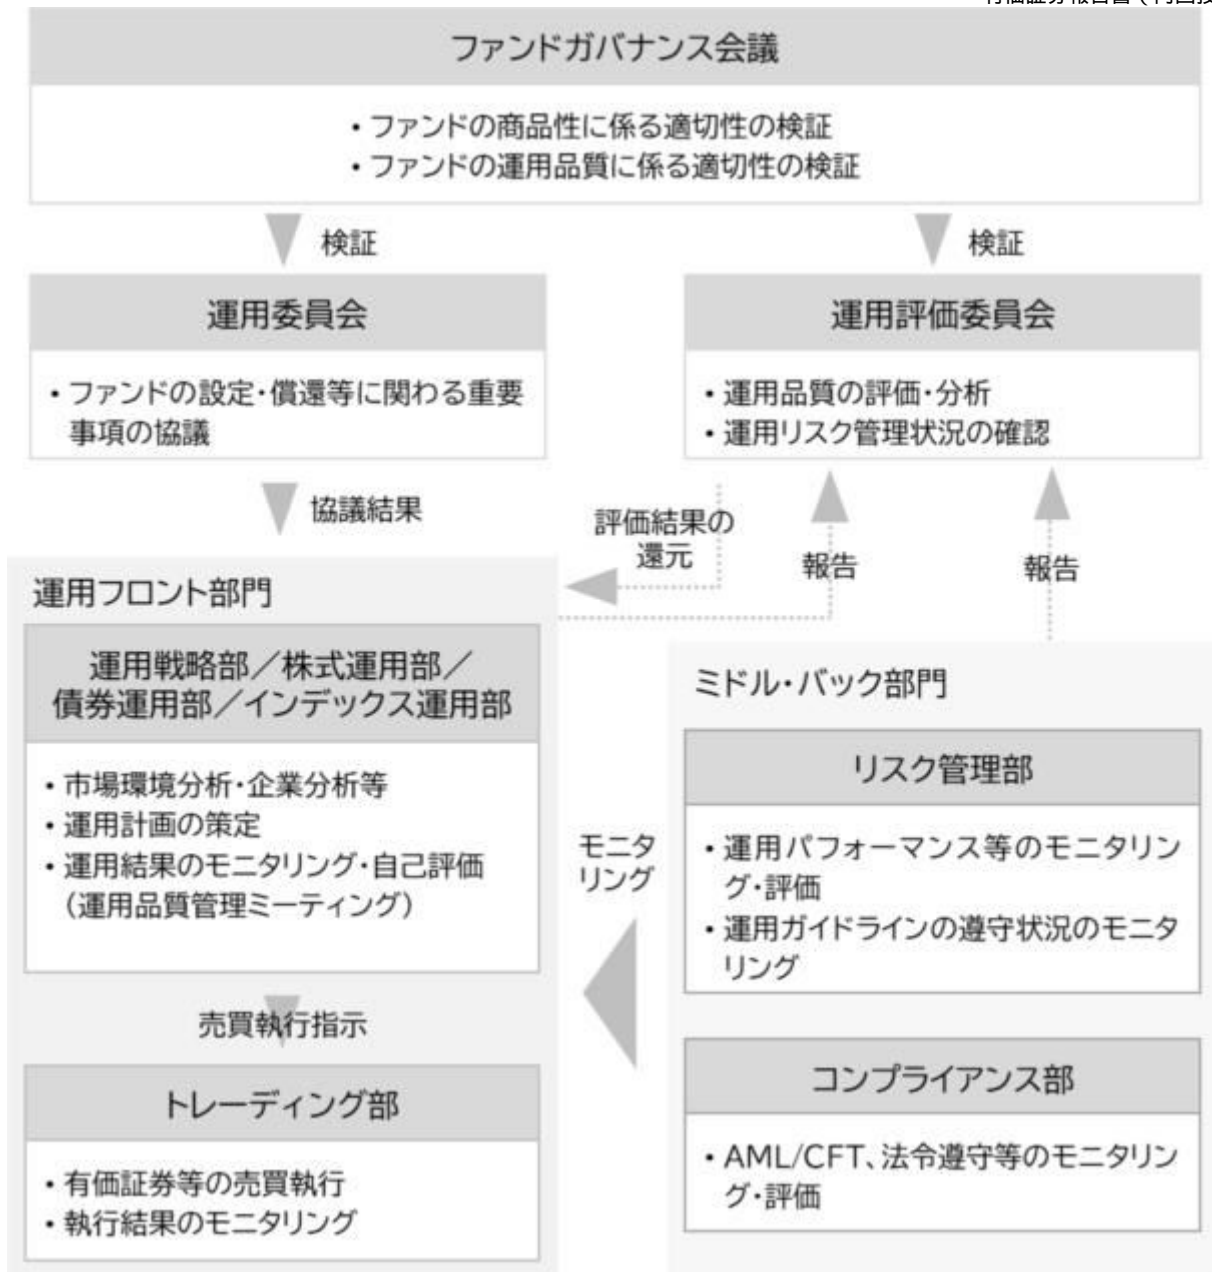 ファンドガバナンス会議
・ファンドの商品性に係る適切性の検証
・ファンドの運用品質に係る適切性の検証
検証
検証
運用委員会
・ファンドの設定・償還等に関わる重要
事項の協議
運用評価委員会
・運用品質の評価・分析
・運用リスク管理状況の確認
協議結果
評価結果の
還元
報告
報告
運用フロント部門
運用戦略部／株式運用部／
債券運用部／インデックス運用部
・市場環境分析・企業分析等
・運用計画の策定
・運用結果のモニタリング・自己評価
（運用品質管理ミーティング）
売買執行指示
トレーディング部
・有価証券等の売買執行
・執行結果のモニタリング
モニタ
リング
ミドル・バック部門
リスク管理部
・運用パフォーマンス等のモニタリン
グ・評価
・運用ガイドラインの遵守状況のモニタ
リング
コンプライアンス部
・AML/CFT、法令遵守等のモニタリン
グ・評価